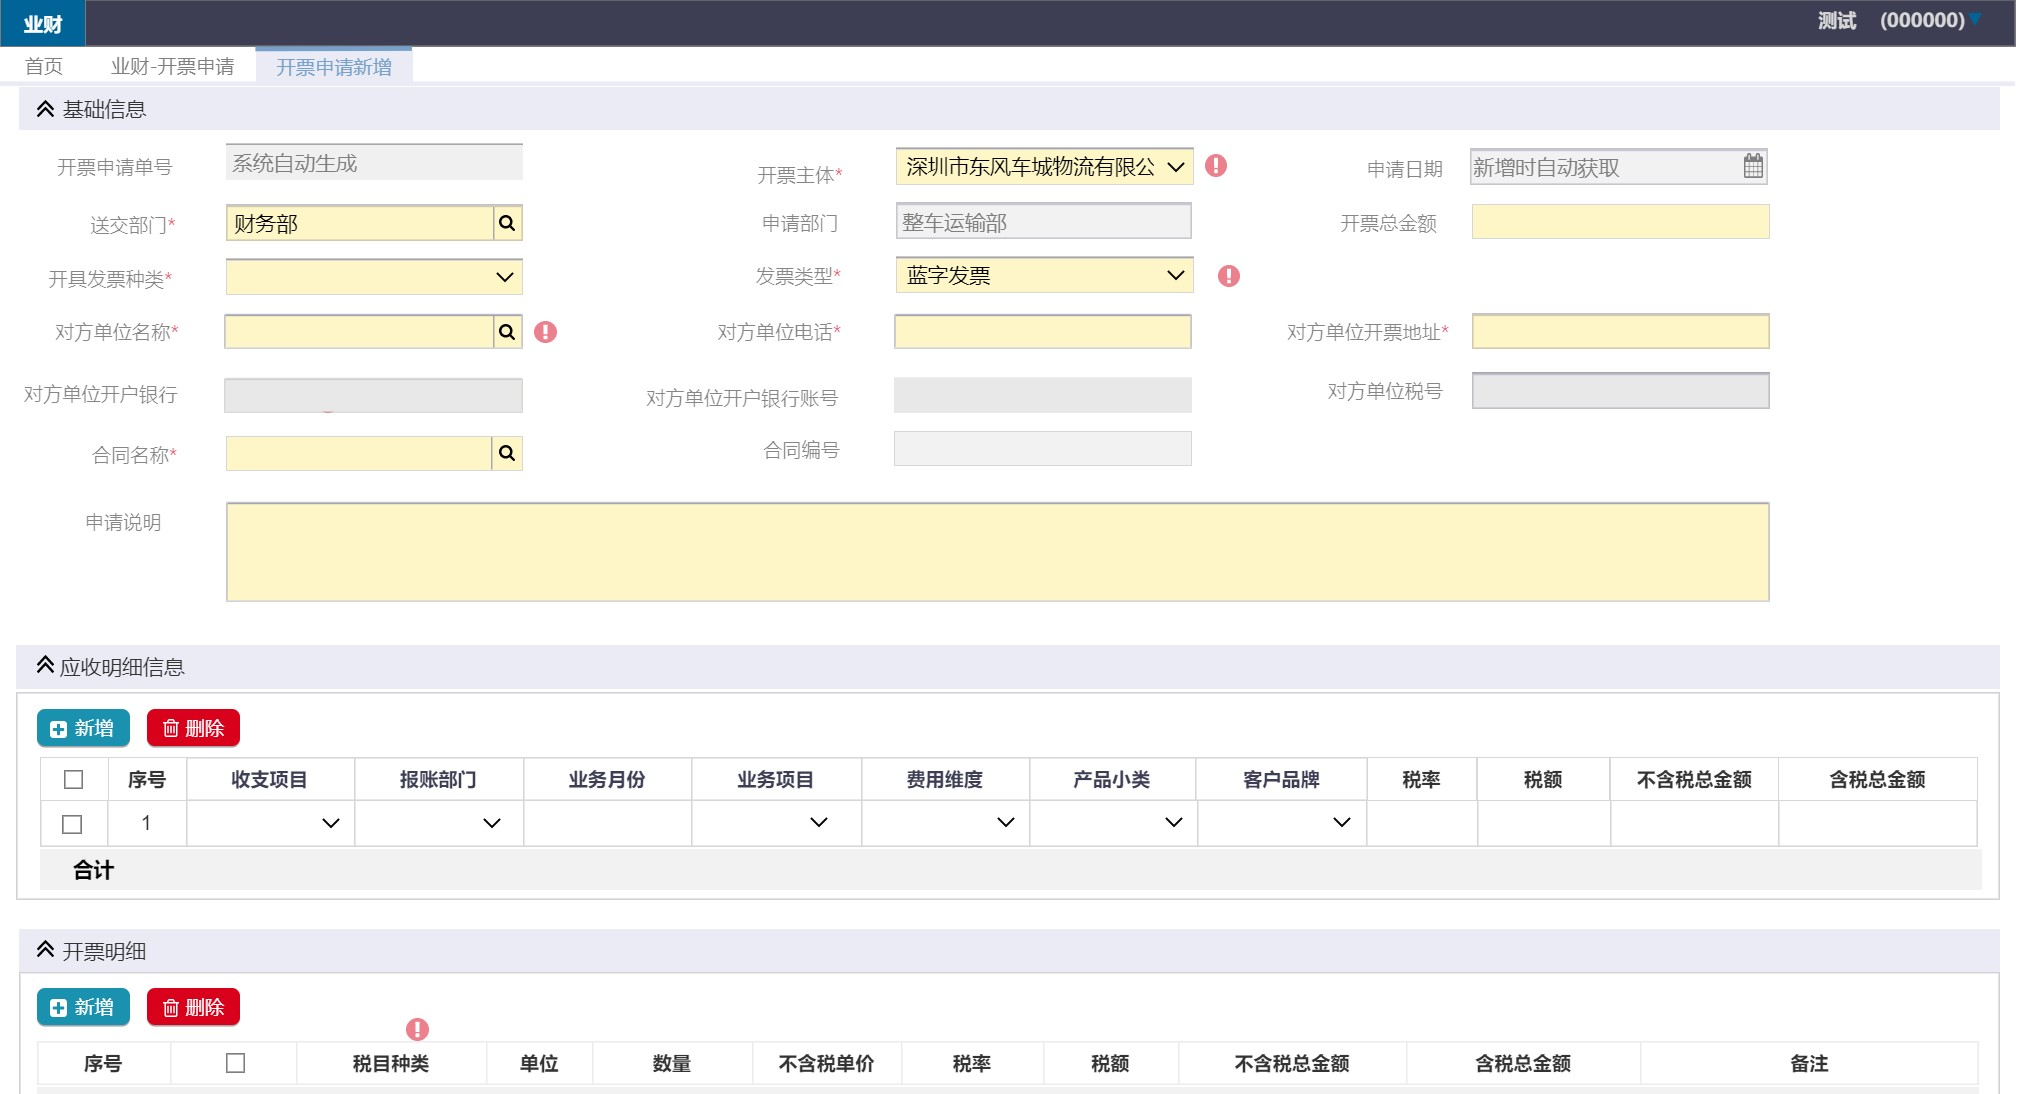 业财 测试 (000000)
首页 业财-开票申请 开票申请新增
基础信息
开票申请单号 系统自动生成 开票主体* 深圳市东风车城物流有限公 申请日期 新增时自动获取
送交部门* 财务部 申请部门 整车运输部 开票总金额
开具发票种类* 发票类型* 蓝字发票
对方单位名称* 对方单位电话* 对方单位开票地址*
对方单位开户银行 对方单位开户银行账号 对方单位税号
合同名称* 合同编号
申请说明
应收明细信息
新增 删除
序号 收支项目 报账部门 业务月份 业务项目 费用维度 产品小类 客户品牌 税率 税额 不含税总金额 含税总金额
1
合计
开票明细
新增 删除
序号 税目种类 单位 数量 不含税单价 税率 税额 不含税总金额 含税总金额 备注